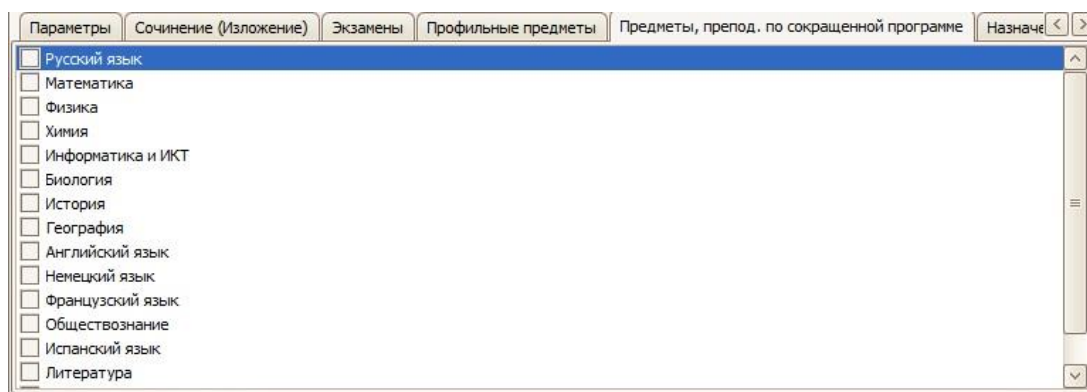 Параметры Сочинение (Изложение) Экзамены Профильные предметы Предметы, препод. по сокращенной программе Назначе
Русский язык
Математика
Физика
Химия
Информатика и ИКТ
Биология
История
География
Английский язык
Немецкий язык
Французский язык
Обществознание
Испанский язык
Литература